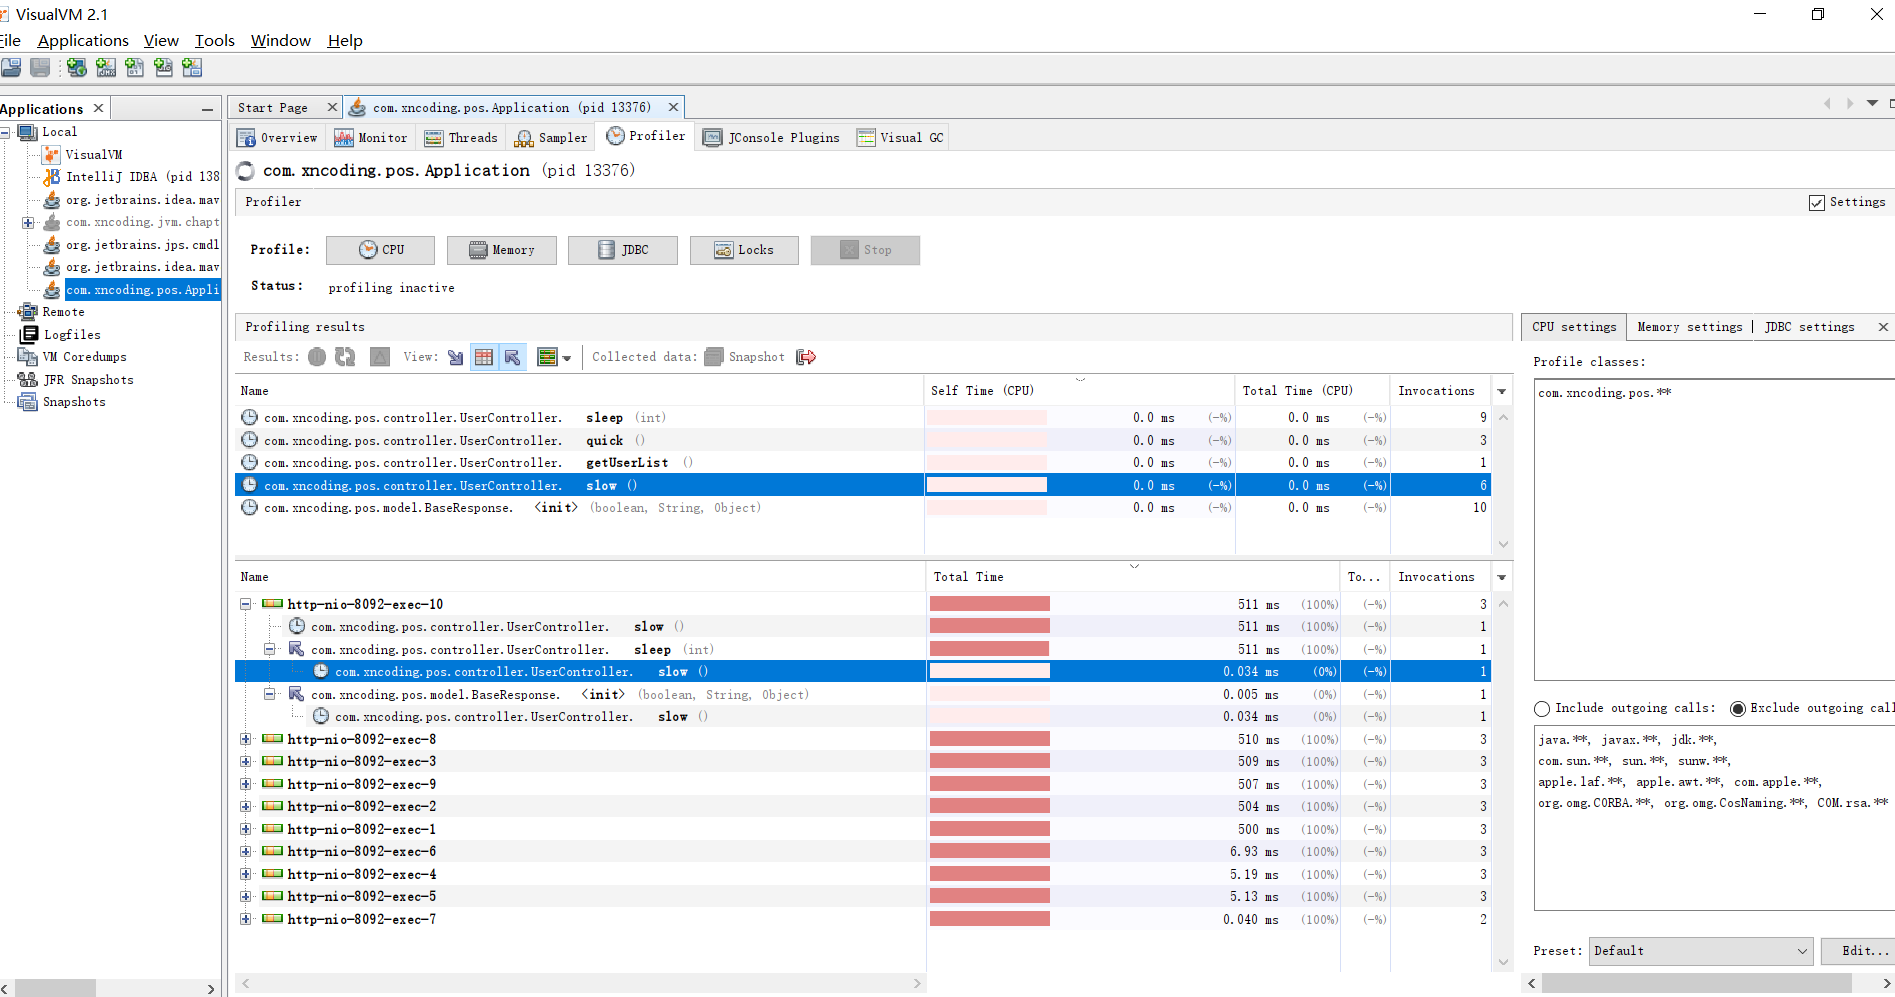 VisualVM 2.1
File Applications View Tools Window Help
Applications
Start Page
com.xncoding.pos.Application (pid 13376)
Local
VisualVM
IntelliJ IDEA (pid 138
org.jetbrains.idea.mav
com.xncoding.jvm.chapt
org.jetbrains.jps.cmdl
org.jetbrains.idea.mav
com.xncoding.pos.Appli
Remote
Logfiles
VM Coredumps
JFR Snapshots
Snapshots
Overview Monitor Threads Sampler Profiler JConsole Plugins Visual GC
com.xncoding.pos.Application (pid 13376)
Profiler Settings
Profile: CPU Memory JDBC Locks Stop
Status: profiling inactive
Profiling results
Results: View: Collected data: Snapshot
Name Self Time (CPU) Total Time (CPU) Invocations
com.xncoding.pos.controller.UserController. sleep (int) 0.0 ms (-%) 0.0 ms (-%) 9
com.xncoding.pos.controller.UserController. quick () 0.0 ms (-%) 0.0 ms (-%) 3
com.xncoding.pos.controller.UserController. getUserList () 0.0 ms (-%) 0.0 ms (-%) 1
com.xncoding.pos.controller.UserController. slow () 0.0 ms (-%) 0.0 ms (-%) 6
com.xncoding.pos.model.BaseResponse. <init> (boolean, String, Object) 0.0 ms (-%) 0.0 ms (-%) 10
Name Total Time To... Invocations
http-nio-8092-exec-10 511 ms (100%) (-%) 3
com.xncoding.pos.controller.UserController. slow () 511 ms (100%) (-%) 1
com.xncoding.pos.controller.UserController. sleep (int) 511 ms (100%) (-%) 1
com.xncoding.pos.controller.UserController. slow () 0.034 ms (0%) (-%) 1
com.xncoding.pos.model.BaseResponse. <init> (boolean, String, Object) 0.005 ms (0%) (-%) 1
com.xncoding.pos.controller.UserController. slow () 0.034 ms (0%) (-%) 1
http-nio-8092-exec-8 510 ms (100%) (-%) 3
http-nio-8092-exec-3 509 ms (100%) (-%) 3
http-nio-8092-exec-9 507 ms (100%) (-%) 3
http-nio-8092-exec-2 504 ms (100%) (-%) 3
http-nio-8092-exec-1 500 ms (100%) (-%) 3
http-nio-8092-exec-6 6.93 ms (100%) (-%) 3
http-nio-8092-exec-4 5.19 ms (100%) (-%) 3
http-nio-8092-exec-5 5.13 ms (100%) (-%) 3
http-nio-8092-exec-7 0.040 ms (100%) (-%) 2
CPU settings Memory settings JDBC settings
Profile classes:
com.xncoding.pos.**
Include outgoing calls: Exclude outgoing call
java.**, javax.**, jdk.**,
com.sun.**, sun.**, sunw.**,
apple.laf.**, apple.awt.**, com.apple.**,
org.omg.CORBA.**, org.omg.CosNaming.**, COM.rsa.**
Preset: Default Edit...